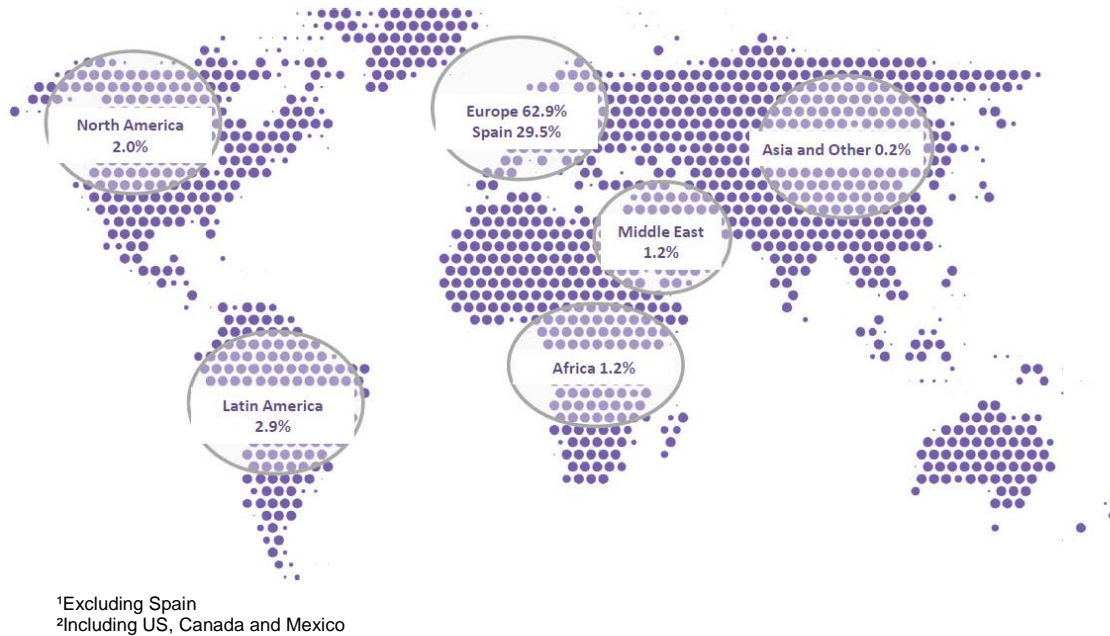 North America
2.0%
Europe 62.9%
Spain 29.5%
Asia and Other 0.2%
Middle East
1.2%
Africa 1.2%
Latin America
2.9%
¹Excluding Spain
²Including US, Canada and Mexico